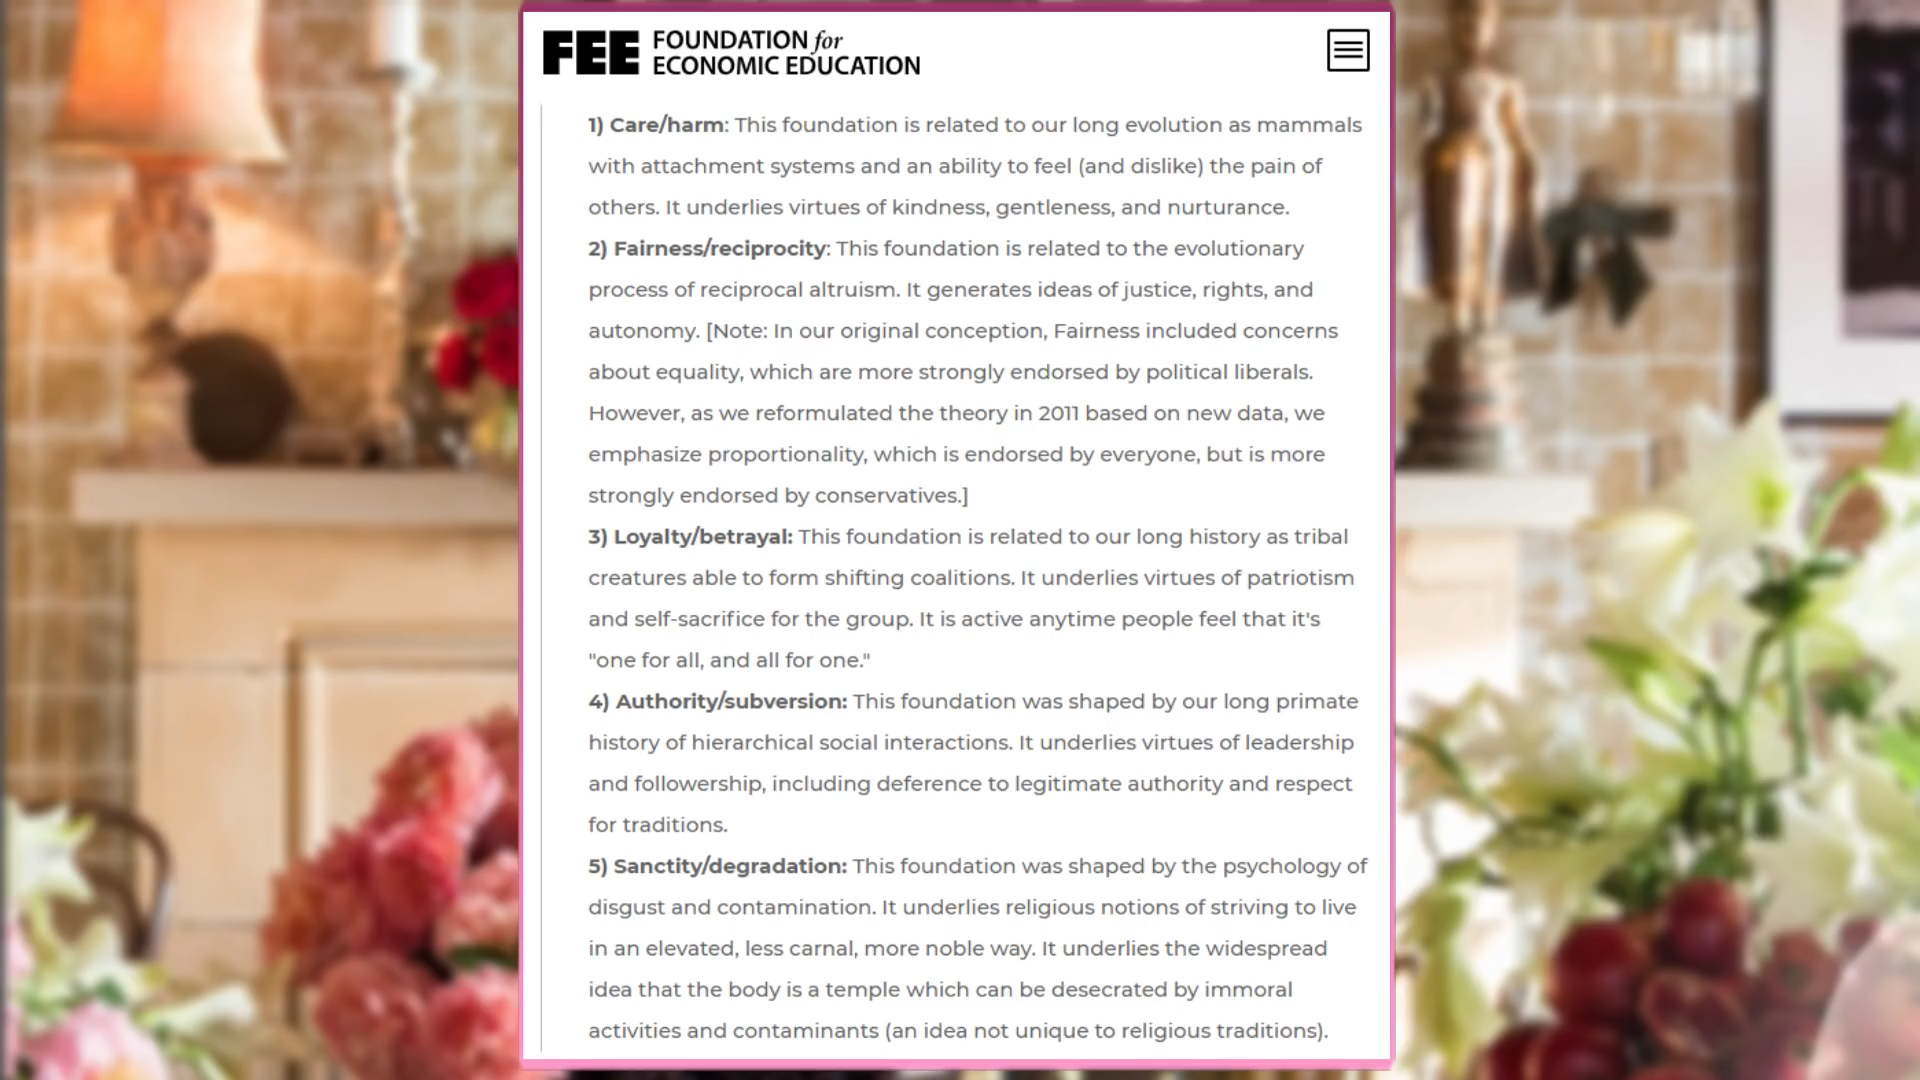 FEE FOUNDATION for
ECONOMIC EDUCATION
1) Care/harm: This foundation is related to our long evolution as mammals
with attachment systems and an ability to feel (and dislike) the pain of
others. It underlies virtues of kindness, gentleness, and nurturance.
2) Fairness/reciprocity: This foundation is related to the evolutionary
process of reciprocal altruism. It generates ideas of justice, rights, and
autonomy. [Note: In our original conception, Fairness included concerns
about equality, which are more strongly endorsed by political liberals.
However, as we reformulated the theory in 2011 based on new data, we
emphasize proportionality, which is endorsed by everyone, but is more
strongly endorsed by conservatives.]
3) Loyalty/betrayal: This foundation is related to our long history as tribal
creatures able to form shifting coalitions. It underlies virtues of patriotism
and self-sacrifice for the group. It is active anytime people feel that it's
"one for all, and all for one."
4) Authority/subversion: This foundation was shaped by our long primate
history of hierarchical social interactions. It underlies virtues of leadership
and followership, including deference to legitimate authority and respect
for traditions.
5) Sanctity/degradation: This foundation was shaped by the psychology of
disgust and contamination. It underlies religious notions of striving to live
in an elevated, less carnal, more noble way. It underlies the widespread
idea that the body is a temple which can be desecrated by immoral
activities and contaminants (an idea not unique to religious traditions).